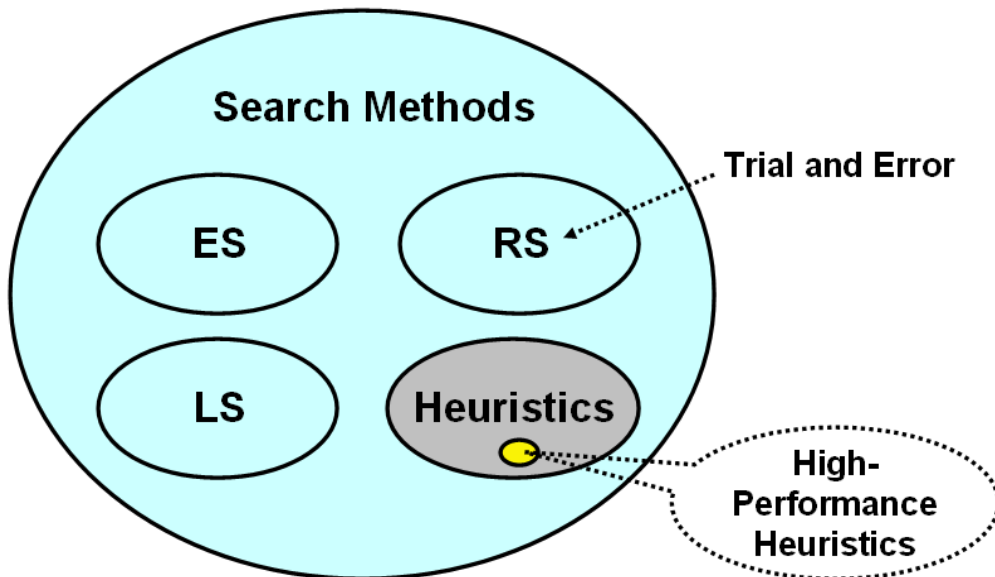 Search Methods
Trial and Error
ES
RS
LS
Heuristics
High-
Performance
Heuristics